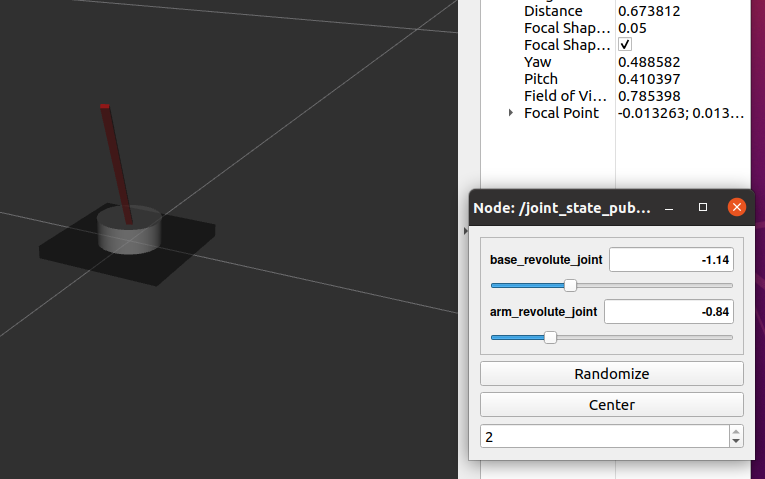 Distance 0.673812
Focal Shap... 0.05
Focal Shap...
Yaw 0.488582
Pitch 0.410397
Field of Vi... 0.785398
Focal Point -0.013263; 0.013...
Node: /joint_state_pub...
base_revolute_joint -1.14
arm_revolute_joint -0.84
Randomize
Center
2